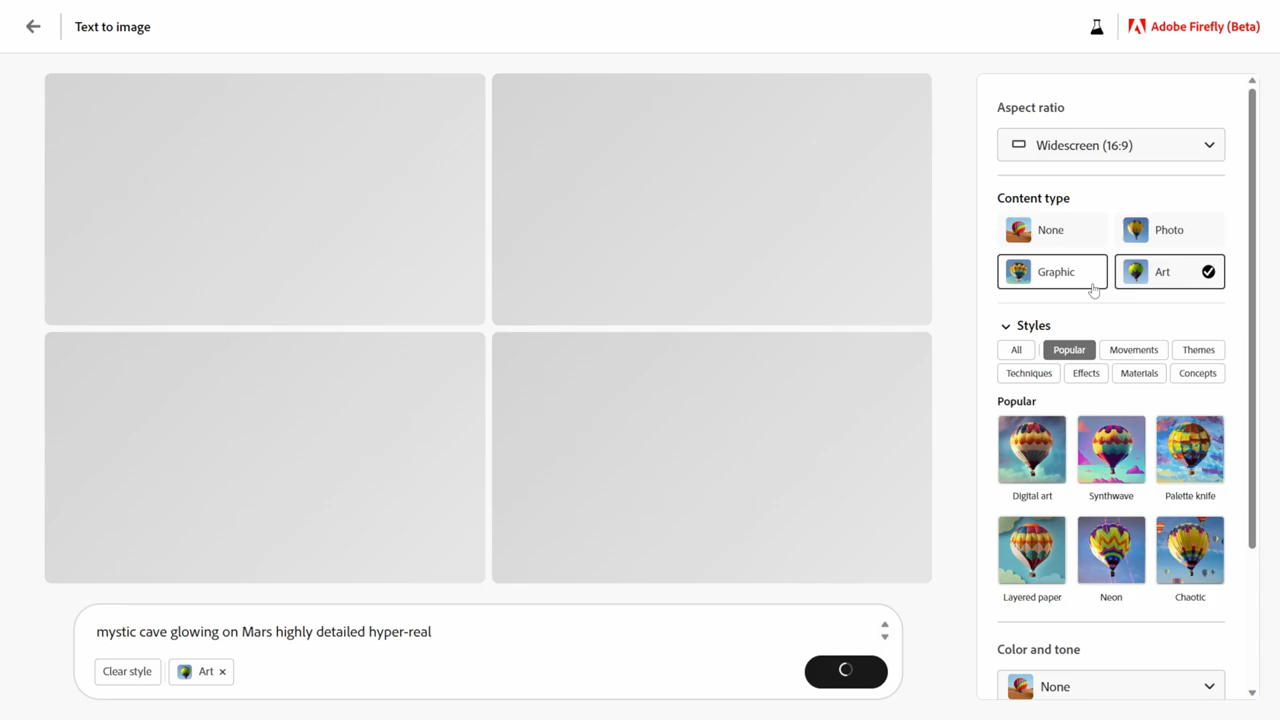 Text to image
Adobe Firefly (Beta)
Aspect ratio
Widescreen (16:9)
Content type
None
Photo
Graphic
Art
Styles
All
Popular
Movements
Themes
Techniques
Effects
Materials
Concepts
Popular
Digital art
Synthwave
Palette knife
Layered paper
Neon
Chaotic
Color and tone
None
mystic cave glowing on Mars highly detailed hyper-real
Clear style
Art